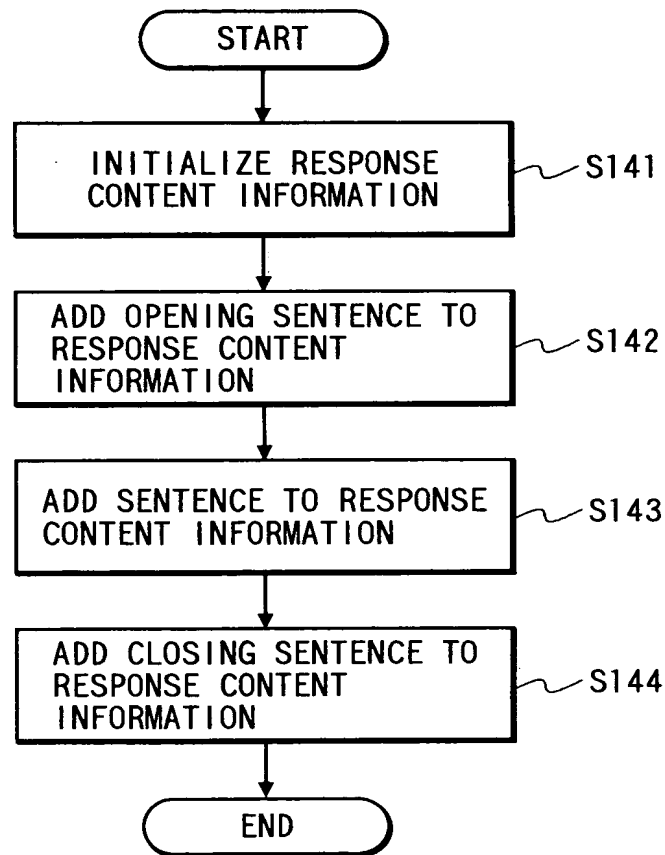 START
INITIALIZE RESPONSE
CONTENT INFORMATION
S141
ADD OPENING SENTENCE TO
RESPONSE CONTENT
INFORMATION
S142
ADD SENTENCE TO RESPONSE
CONTENT INFORMATION
S143
ADD CLOSING SENTENCE TO
RESPONSE CONTENT
INFORMATION
S144
END